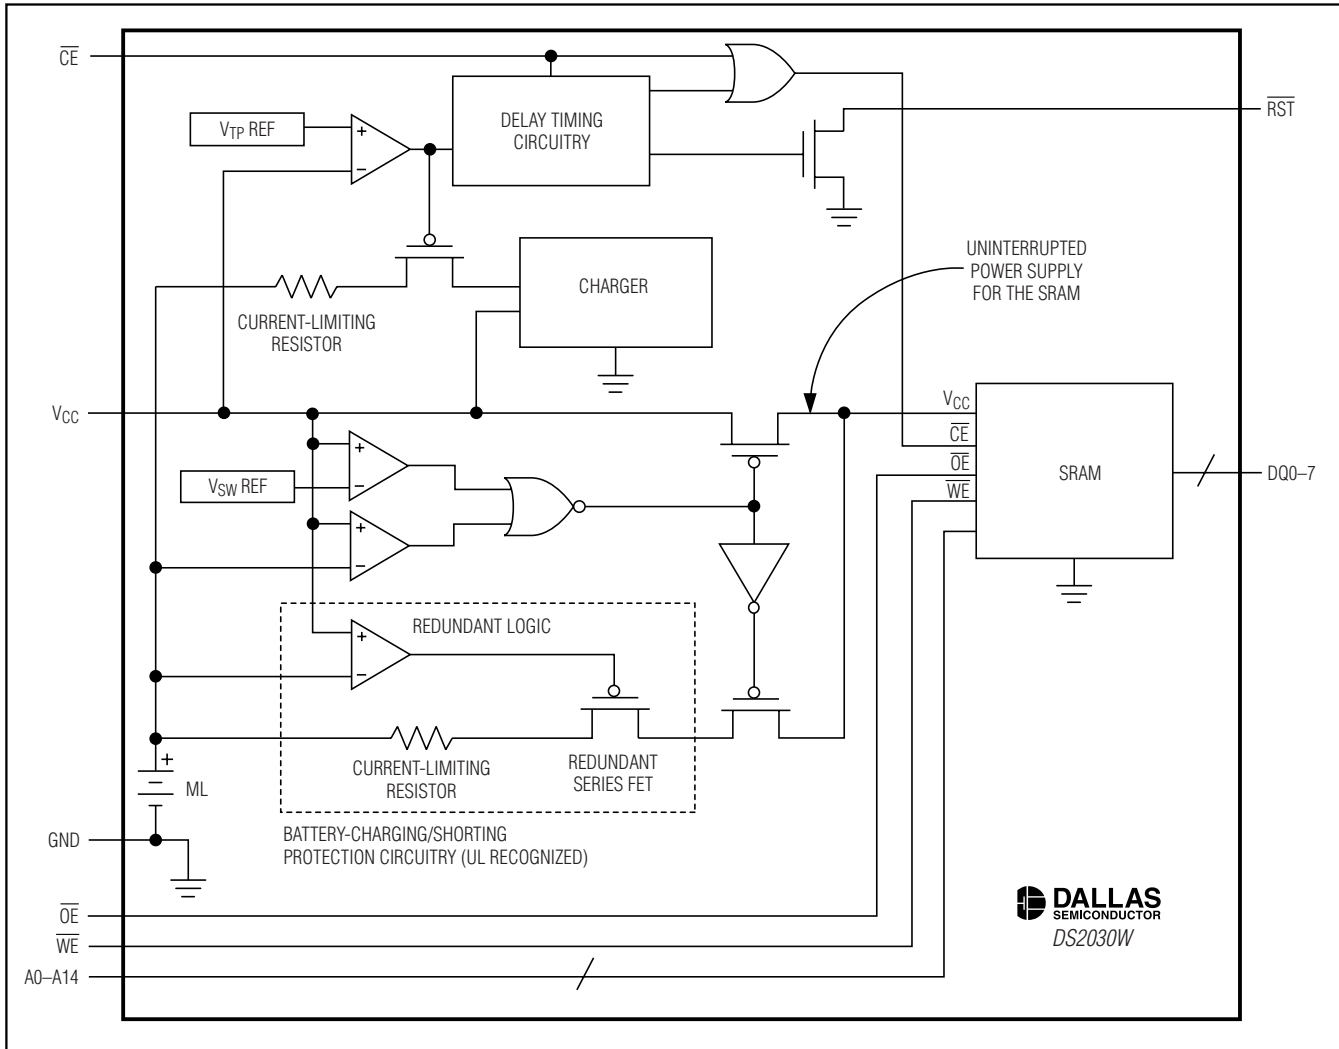 CE
DELAY TIMING
CIRCUITRY
RST
VTP REF
+
−
UNINTERRUPTED
POWER SUPPLY
FOR THE SRAM
CHARGER
CURRENT-LIMITING
RESISTOR
VCC
VCC
CE
OE
WE
SRAM
DQ0–7
+
−
VSW REF
+
−
REDUNDANT LOGIC
+
−
CURRENT-LIMITING
RESISTOR
REDUNDANT
SERIES FET
+
ML
GND
BATTERY-CHARGING/SHORTING
PROTECTION CIRCUITRY (UL RECOGNIZED)
OE
WE
A0–A14
DALLAS
SEMICONDUCTOR
DS2030W